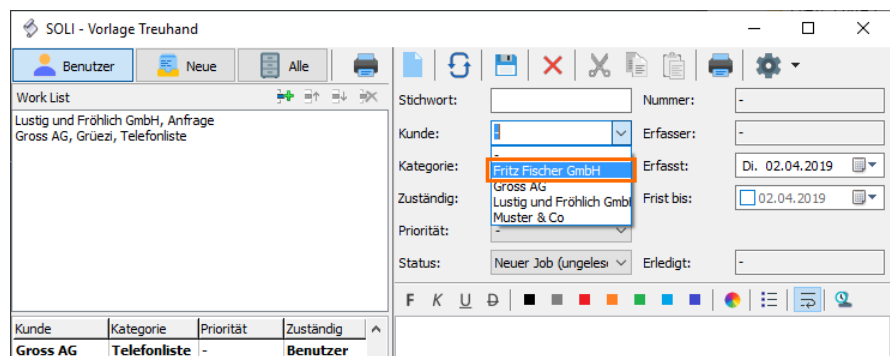 SOLI - Vorlage Treuhand
Benutzer Neue Alle
Work List
Lustig und Fröhlich GmbH, Anfrage
Gross AG, Grüezi, Telefonliste
Kunde Kategorie Priorität Zuständig
Gross AG Telefonliste - Benutzer
Stichwort: Nummer: -
Kunde: - Erfasser: -
-
Fritz Fischer GmbH
Gross AG
Lustig und Fröhlich Gmb
Muster & Co
Kategorie: Erfasst: Di. 02.04.2019
Zuständig: Frist bis: 02.04.2019
Priorität: -
Status: Neuer Job (ungeles Erledigt: -
F K U D